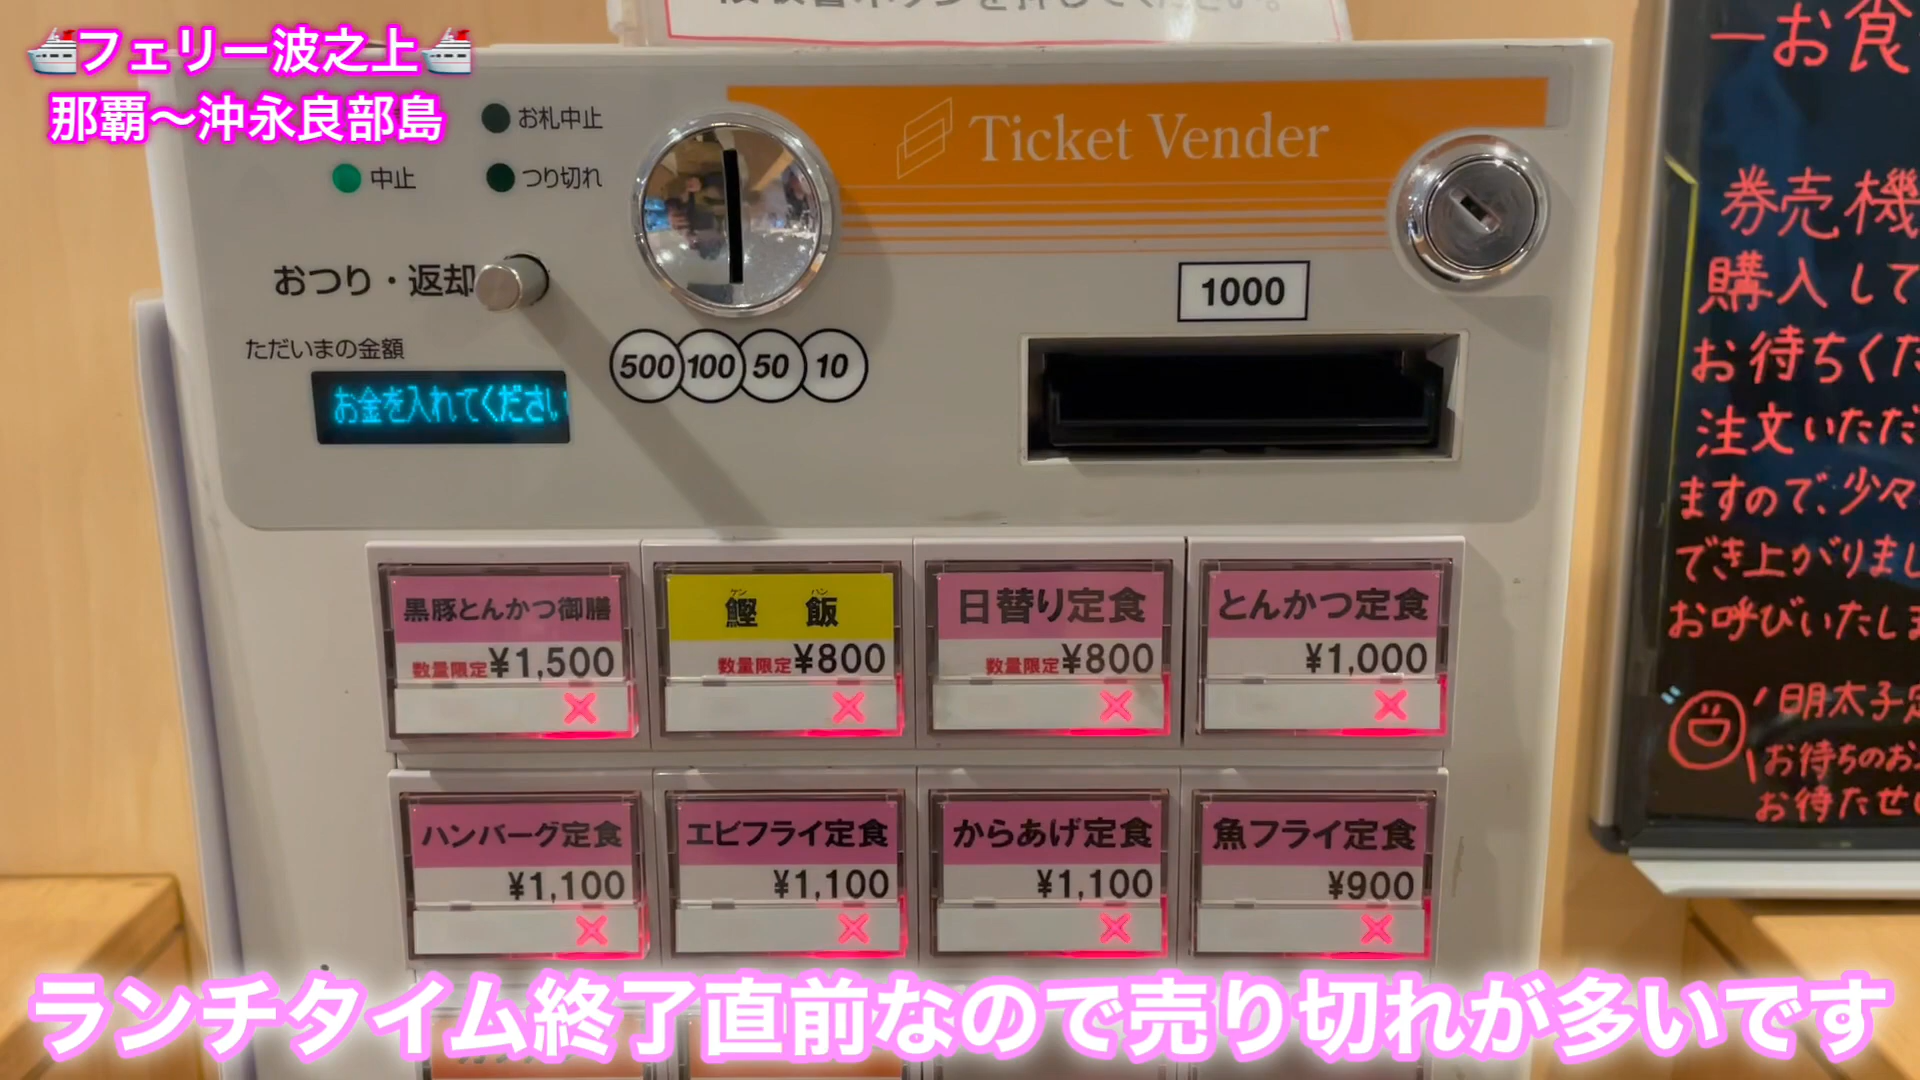 フェリー波之上
那覇〜沖永良部島
お札中止
中止
つり切れ
Ticket Vender
おつり・返却
1000
ただいまの金額
お金を入れてください
500 100 50 10
黒豚とんかつ御膳
数量限定 ¥1,500
ケン ハン
鰹飯
数量限定 ¥800
日替り定食
数量限定 ¥800
とんかつ定食
¥1,000
ハンバーグ定食
¥1,100
エビフライ定食
¥1,100
からあげ定食
¥1,100
魚フライ定食
¥900
ーお食
券売機
購入して
お待ちくだ
注文いただ
ますので、少々
でき上がりまし
お呼びいたしま
明太子定
お待ちのお
お待たせい
ランチタイム終了直前なので売り切れが多いです